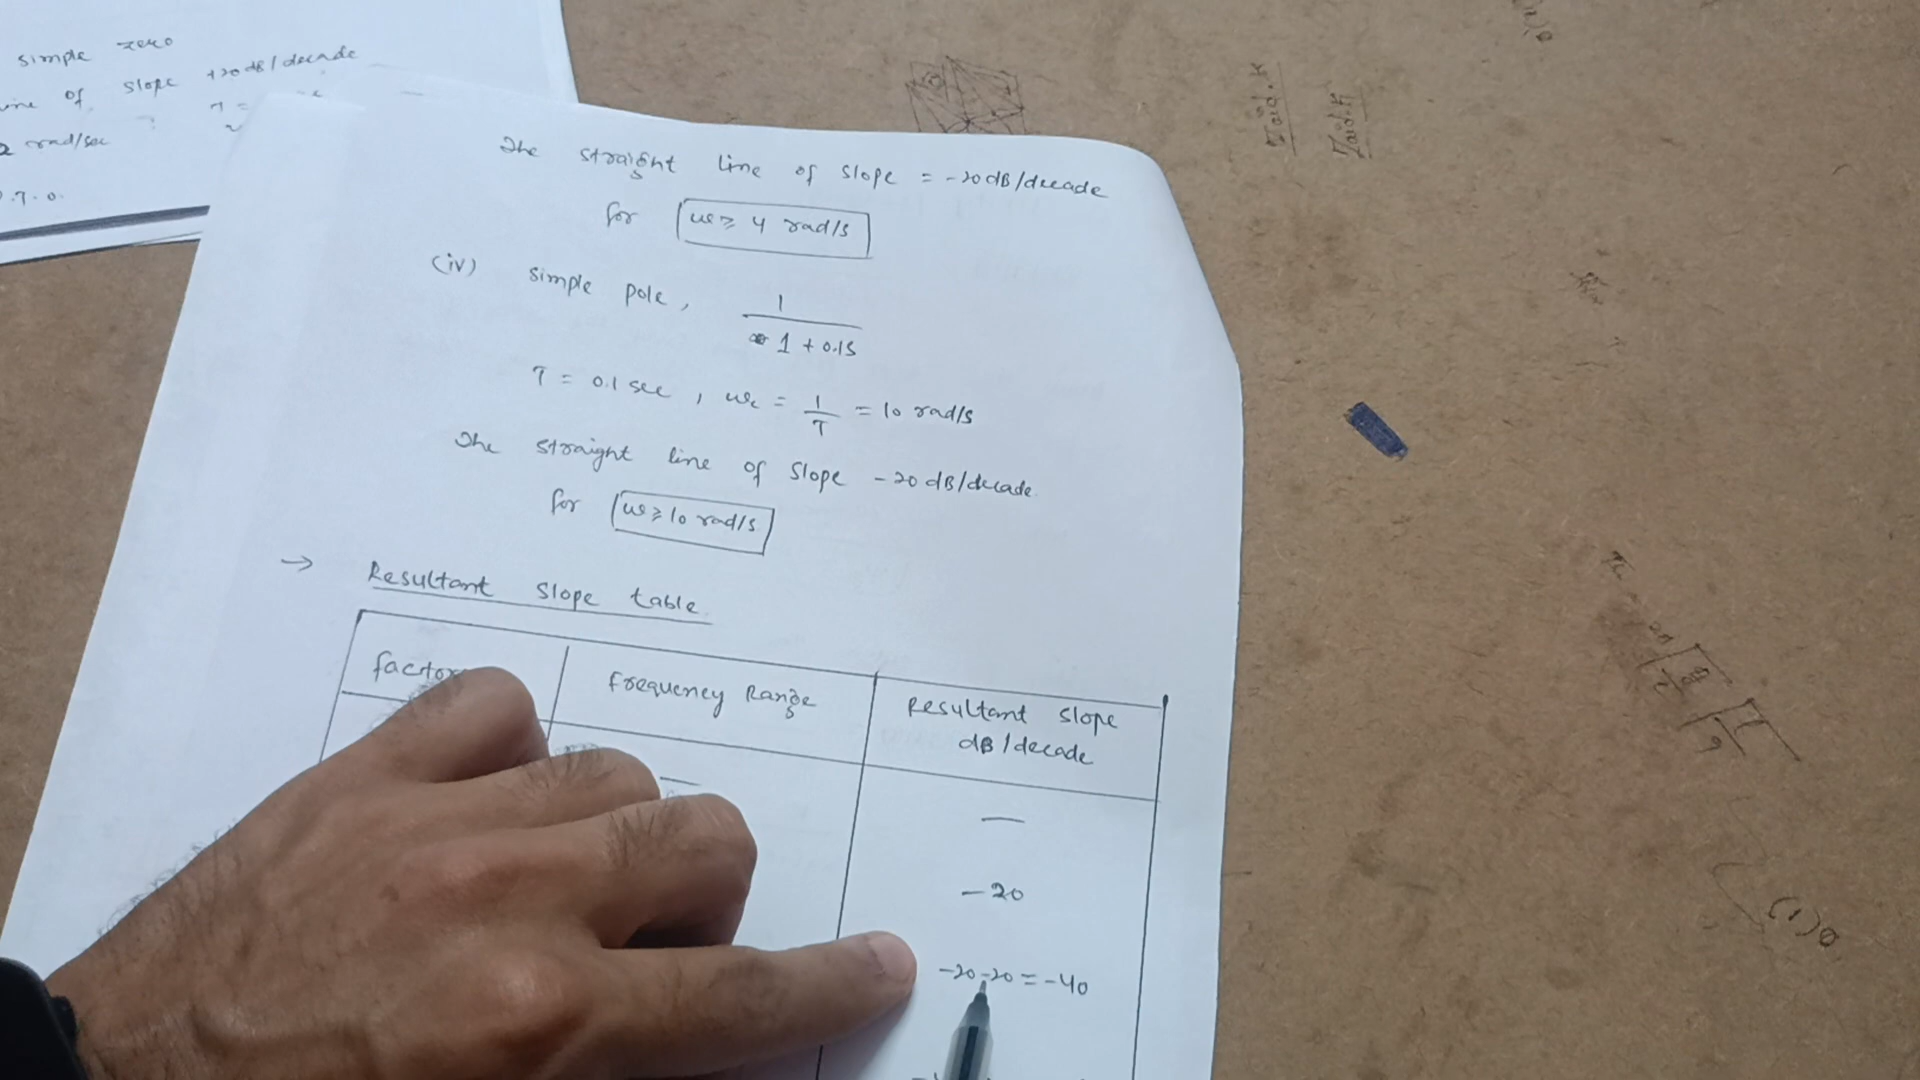 simple zero
of slope +20 dB/decade
2 rad/sec
The straight line of slope = -20 dB/decade
for ω ≥ 4 rad/s
(iv) simple pole, 1
1 + 0.1S
T = 0.1 sec, ωc = 1/T = 10 rad/s
The straight line of slope -20 dB/decade.
for ω ≥ 10 rad/s
→ Resultant slope table
factor
Frequency Range
Resultant slope
dB/decade
—
—
-20
-20-20 = -40